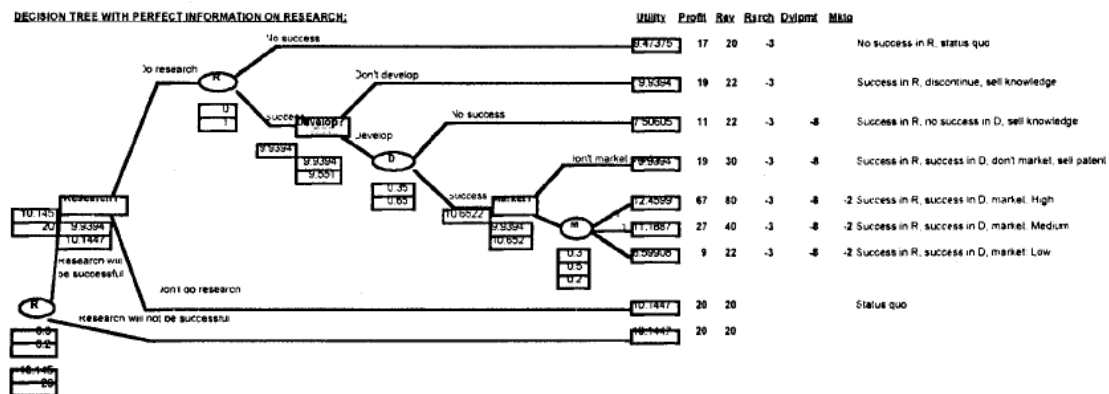 DECISION TREE WITH PERFECT INFORMATION ON RESEARCH:
Utility Profit Rev Rsrch Dvlpmt Mktg
No success 9.47375 17 20 -3 No success in R, status quo
Do research R Don't develop 9.9394 19 22 -3 Success in R, discontinue, sell knowledge
0
1
Success Develop? No success 7.50605 11 22 -3 -8 Success in R, no success in D, sell knowledge
Develop
9.9394
9.9394
9.551
D
Don't market 9.9394 19 30 -3 -8 Success in R, success in D, don't market, sell patent
0.35
0.65
Success Market? 12.4599 67 80 -3 -8 -2 Success in R, success in D, market: High
10.6522
9.9394
10.652
M 11.1887 27 40 -3 -8 -2 Success in R, success in D, market: Medium
0.3
0.5
0.2
9 22 -3 -8 -2 Success in R, success in D, market: Low
Research?
10.145
20
9.9394
10.1447
Research will
be successful
Don't do research 10.1447 20 20 Status quo
R
Research will not be successful 10.1447 20 20
0.2
10.145
20